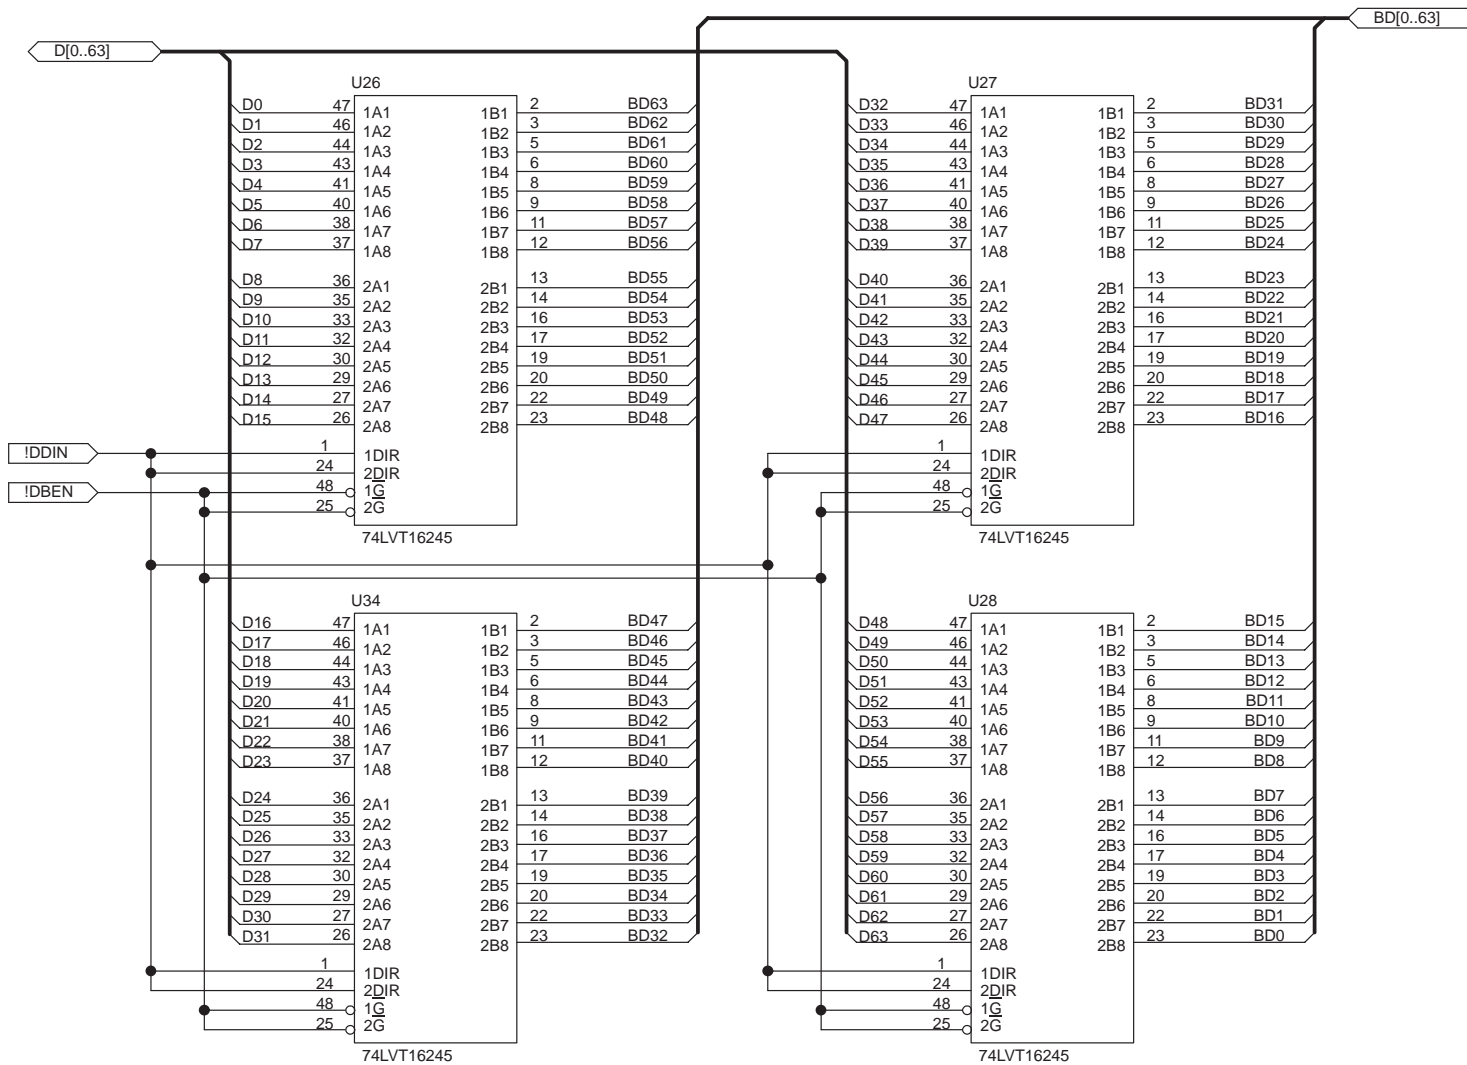 BD[0..63]
D[0..63]
U26
D0 47 1A1 1B1 2 BD63
D1 46 1A2 1B2 3 BD62
D2 44 1A3 1B3 5 BD61
D3 43 1A4 1B4 6 BD60
D4 41 1A5 1B5 8 BD59
D5 40 1A6 1B6 9 BD58
D6 38 1A7 1B7 11 BD57
D7 37 1A8 1B8 12 BD56
D8 36 2A1 2B1 13 BD55
D9 35 2A2 2B2 14 BD54
D10 33 2A3 2B3 16 BD53
D11 32 2A4 2B4 17 BD52
D12 30 2A5 2B5 19 BD51
D13 29 2A6 2B6 20 BD50
D14 27 2A7 2B7 22 BD49
D15 26 2A8 2B8 23 BD48
!DDIN
1 1DIR
24 2DIR
!DBEN
48 1G
25 2G
74LVT16245
U27
D32 47 1A1 1B1 2 BD31
D33 46 1A2 1B2 3 BD30
D34 44 1A3 1B3 5 BD29
D35 43 1A4 1B4 6 BD28
D36 41 1A5 1B5 8 BD27
D37 40 1A6 1B6 9 BD26
D38 38 1A7 1B7 11 BD25
D39 37 1A8 1B8 12 BD24
D40 36 2A1 2B1 13 BD23
D41 35 2A2 2B2 14 BD22
D42 33 2A3 2B3 16 BD21
D43 32 2A4 2B4 17 BD20
D44 30 2A5 2B5 19 BD19
D45 29 2A6 2B6 20 BD18
D46 27 2A7 2B7 22 BD17
D47 26 2A8 2B8 23 BD16
1 1DIR
24 2DIR
48 1G
25 2G
74LVT16245
U34
D16 47 1A1 1B1 2 BD47
D17 46 1A2 1B2 3 BD46
D18 44 1A3 1B3 5 BD45
D19 43 1A4 1B4 6 BD44
D20 41 1A5 1B5 8 BD43
D21 40 1A6 1B6 9 BD42
D22 38 1A7 1B7 11 BD41
D23 37 1A8 1B8 12 BD40
D24 36 2A1 2B1 13 BD39
D25 35 2A2 2B2 14 BD38
D26 33 2A3 2B3 16 BD37
D27 32 2A4 2B4 17 BD36
D28 30 2A5 2B5 19 BD35
D29 29 2A6 2B6 20 BD34
D30 27 2A7 2B7 22 BD33
D31 26 2A8 2B8 23 BD32
1 1DIR
24 2DIR
48 1G
25 2G
74LVT16245
U28
D48 47 1A1 1B1 2 BD15
D49 46 1A2 1B2 3 BD14
D50 44 1A3 1B3 5 BD13
D51 43 1A4 1B4 6 BD12
D52 41 1A5 1B5 8 BD11
D53 40 1A6 1B6 9 BD10
D54 38 1A7 1B7 11 BD9
D55 37 1A8 1B8 12 BD8
D56 36 2A1 2B1 13 BD7
D57 35 2A2 2B2 14 BD6
D58 33 2A3 2B3 16 BD5
D59 32 2A4 2B4 17 BD4
D60 30 2A5 2B5 19 BD3
D61 29 2A6 2B6 20 BD2
D62 27 2A7 2B7 22 BD1
D63 26 2A8 2B8 23 BD0
1 1DIR
24 2DIR
48 1G
25 2G
74LVT16245